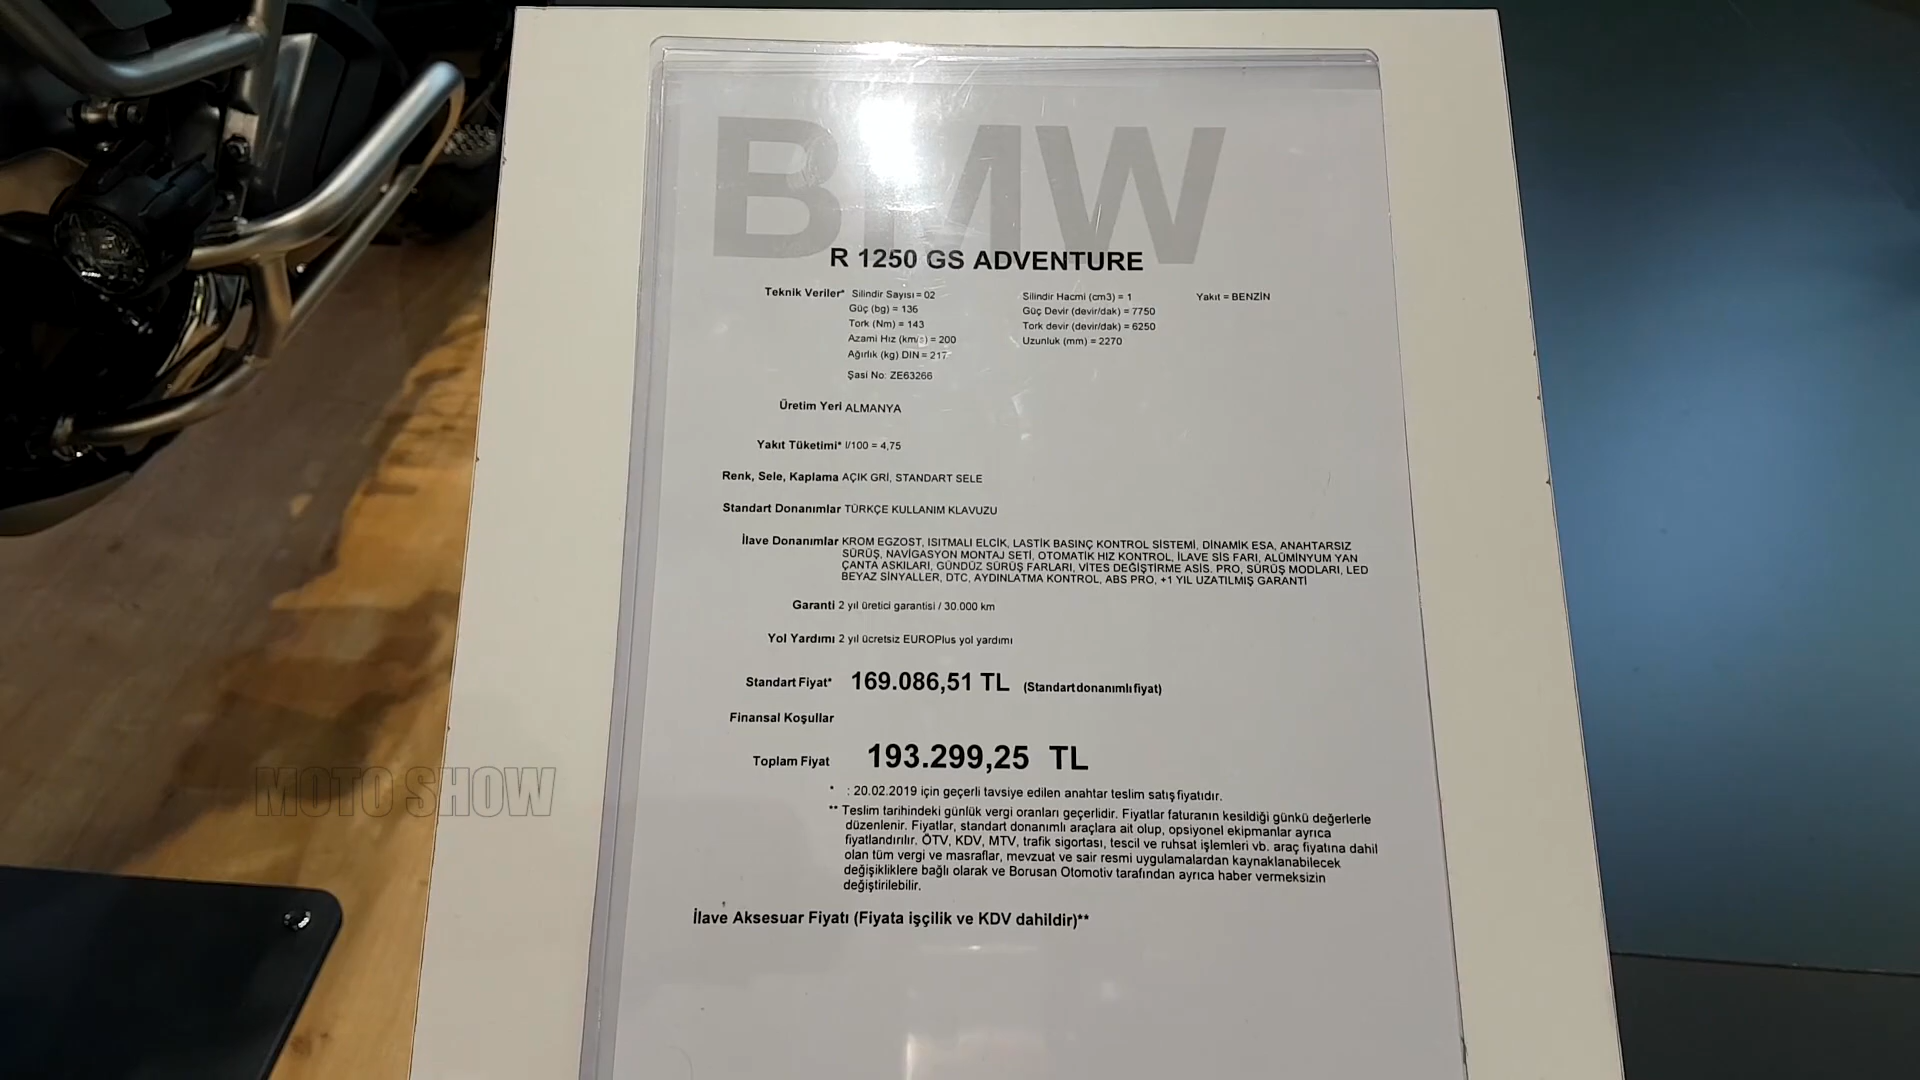 BMW
R 1250 GS ADVENTURE
Teknik Veriler* Silindir Sayısı = 02 Silindir Hacmi (cm3) = 1 Yakıt = BENZİN
Güç (bg) = 136 Güç Devir (devir/dak) = 7750
Tork (Nm) = 143 Tork devir (devir/dak) = 6250
Azami Hız (km/s) = 200 Uzunluk (mm) = 2270
Ağırlık (kg) DIN = 217
Şasi No: ZE63266
Üretim Yeri ALMANYA
Yakıt Tüketimi* l/100 = 4,75
Renk, Sele, Kaplama AÇIK GRİ, STANDART SELE
Standart Donanımlar TÜRKÇE KULLANIM KLAVUZU
İlave Donanımlar KROM EGZOST, ISITMALI ELCİK, LASTİK BASINÇ KONTROL SİSTEMİ, DİNAMİK ESA, ANAHTARSIZ
SÜRÜŞ, NAVİGASYON MONTAJ SETİ, OTOMATİK HIZ KONTROL, İLAVE SİS FARI, ALÜMİNYUM YAN
ÇANTA ASKILARI, GÜNDÜZ SÜRÜŞ FARLARI, VİTES DEĞİŞTİRME ASİS. PRO, SÜRÜŞ MODLARI, LED
BEYAZ SİNYALLER, DTC, AYDINLATMA KONTROL, ABS PRO, +1 YIL UZATILMIŞ GARANTİ
Garanti 2 yıl üretici garantisi / 30.000 km
Yol Yardımı 2 yıl ücretsiz EUROPlus yol yardımı
Standart Fiyat* 169.086,51 TL (Standart donanımlı fiyat)
Finansal Koşullar
Toplam Fiyat 193.299,25 TL
* : 20.02.2019 için geçerli tavsiye edilen anahtar teslim satış fiyatıdır.
** Teslim tarihindeki günlük vergi oranları geçerlidir. Fiyatlar faturanın kesildiği günkü değerlerle
düzenlenir. Fiyatlar, standart donanımlı araçlara ait olup, opsiyonel ekipmanlar ayrıca
fiyatlandırılır. ÖTV, KDV, MTV, trafik sigortası, tescil ve ruhsat işlemleri vb. araç fiyatına dahil
olan tüm vergi ve masraflar, mevzuat ve sair resmi uygulamalardan kaynaklanabilecek
değişikliklere bağlı olarak ve Borusan Otomotiv tarafından ayrıca haber vermeksizin
değiştirilebilir.
İlave Aksesuar Fiyatı (Fiyata işçilik ve KDV dahildir)**
MOTO SHOW